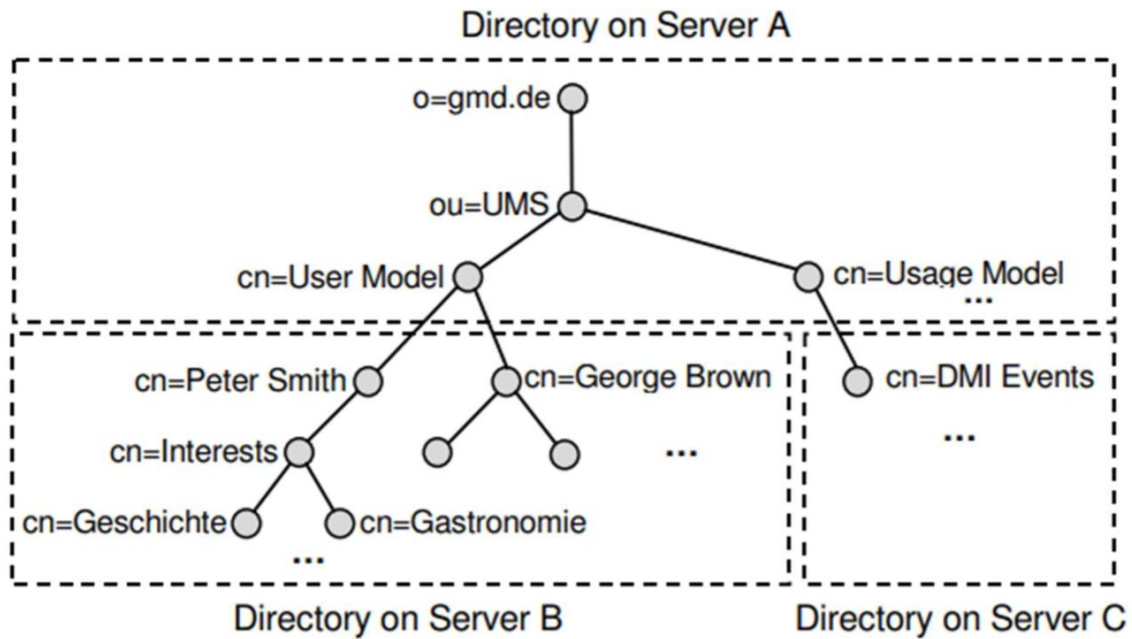 Directory on Server A
o=gmd.de
ou=UMS
cn=User Model
cn=Usage Model
...
cn=Peter Smith
cn=George Brown
cn=DMI Events
...
cn=Interests
...
cn=Geschichte
cn=Gastronomie
...
Directory on Server B
Directory on Server C